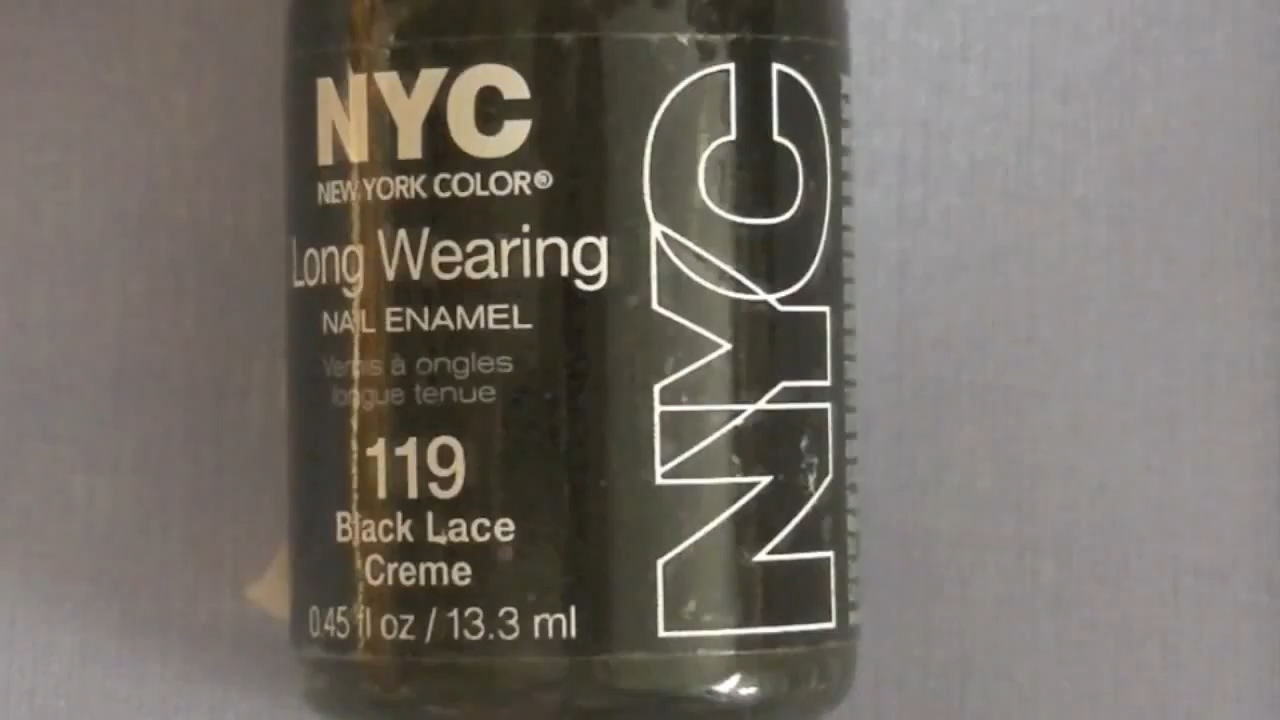 NYC
NEW YORK COLOR®
Long Wearing
NAIL ENAMEL
Vernis à ongles
longue tenue
119
Black Lace
Creme
0.45 fl oz / 13.3 ml
NYC